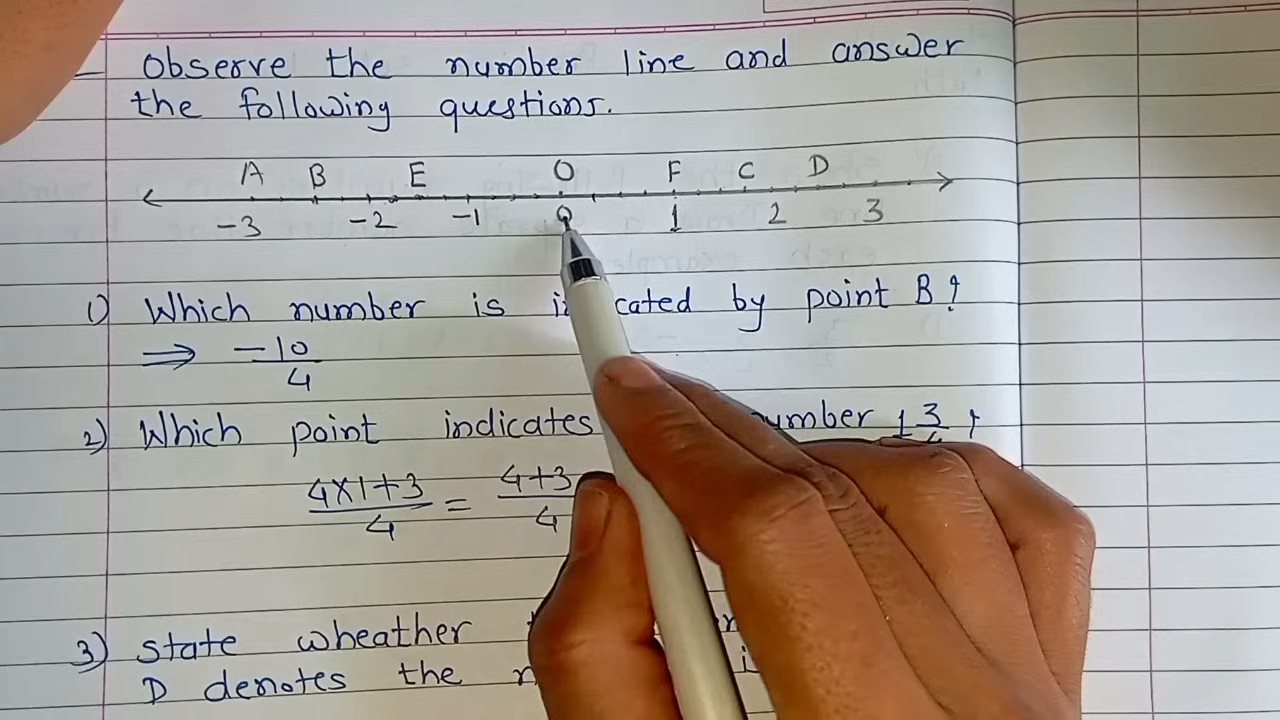 observe the number line and answer
the following questions.
A B E O F C D
-3 -2 -1 0 1 2 3
1) Which number is by point B?
⇒ -10/4
2) Which point indicates number 1 3/4
4×1+3/4 = 4+3/4
3) state wheather
D denotes the